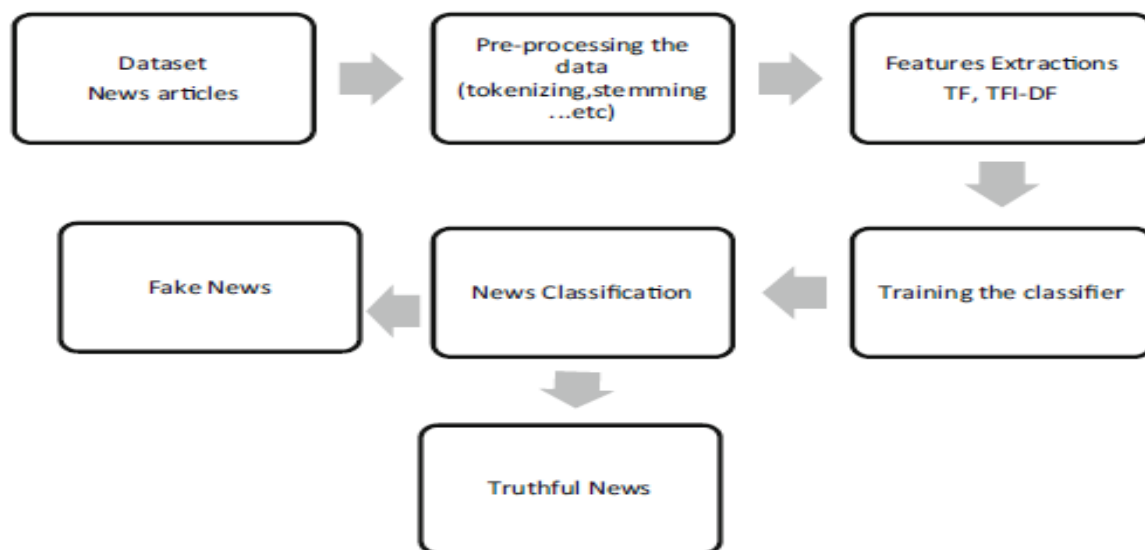 Dataset
News articles
Pre-processing the
data
(tokenizing,stemming
...etc)
Features Extractions
TF, TFI-DF
Training the classifier
News Classification
Fake News
Truthful News